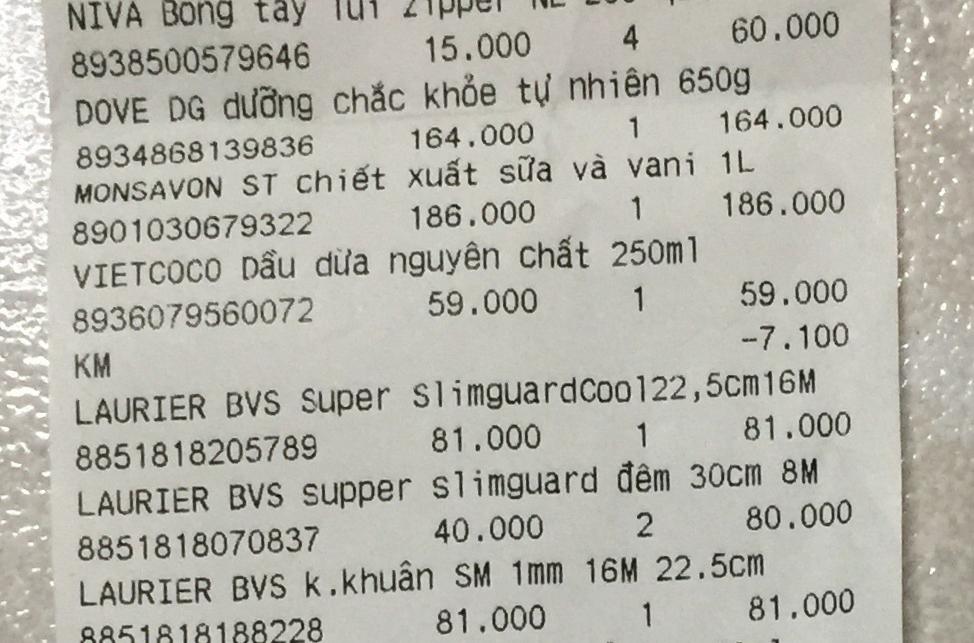 NIVA Bông tẩy túi Zipper
8938500579646 15.000 4 60.000
DOVE DG dưỡng chắc khỏe tự nhiên 650g
8934868139836 164.000 1 164.000
MONSAVON ST chiết xuất sữa và vani 1L
8901030679322 186.000 1 186.000
VIETCOCO Dầu dừa nguyên chất 250ml
8936079560072 59.000 1 59.000
KM -7.100
LAURIER BVS Super SlimguardCool22,5cm16M
8851818205789 81.000 1 81.000
LAURIER BVS supper slimguard đêm 30cm 8M
8851818070837 40.000 2 80.000
LAURIER BVS k.khuân SM 1mm 16M 22.5cm
8851818188228 81.000 1 81.000